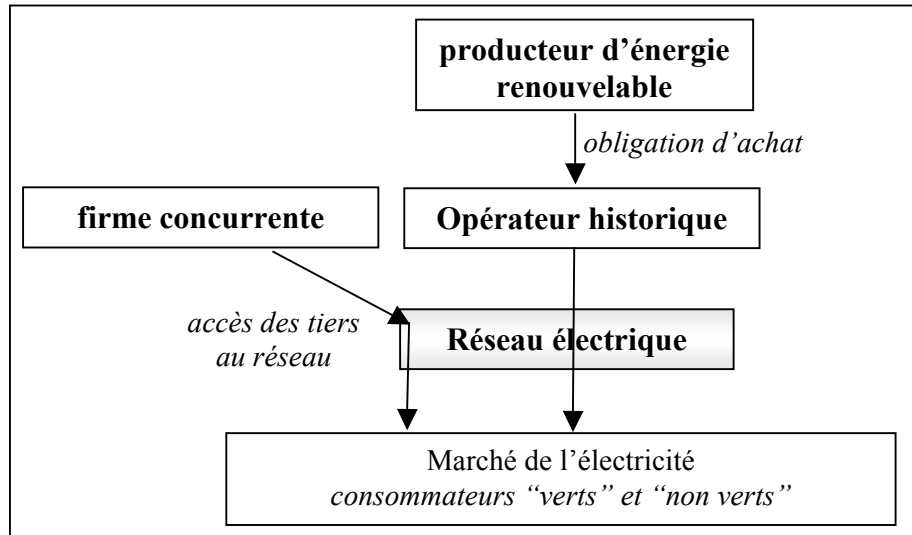 producteur d’énergie
renouvelable
obligation d’achat
firme concurrente
Opérateur historique
accès des tiers
au réseau
Réseau électrique
Marché de l’électricité
consommateurs “verts” et “non verts”